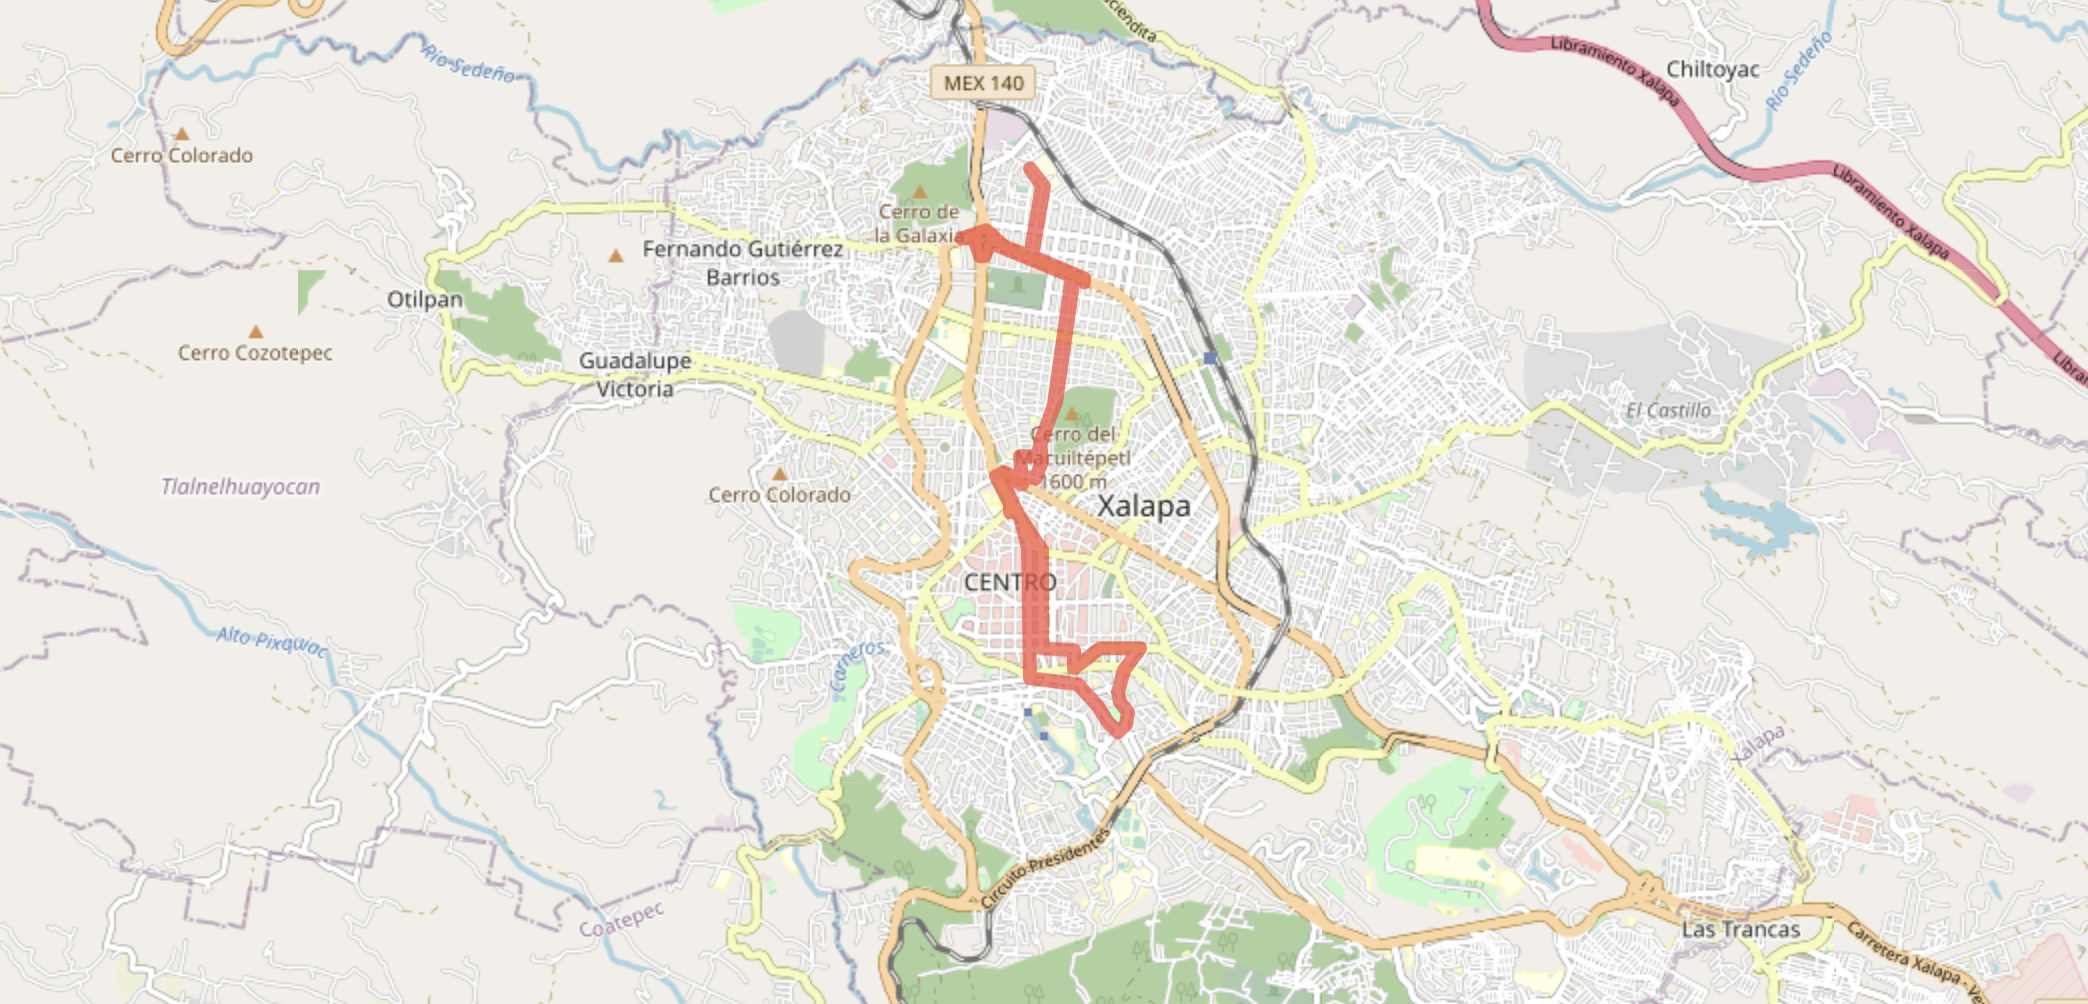 Río Sedeño
MEX 140
Libramiento Xalapa
Chiltoyac
Río Sedeño
Cerro Colorado
Libramiento Xalapa
Cerro de
la Galaxia
Fernando Gutiérrez
Barrios
Otilpan
Cerro Cozotepec
Guadalupe
Victoria
El Castillo
Cerro del
Macuiltépetl
1600 m
Tlalnelhuayocan
Cerro Colorado
Xalapa
CENTRO
Alto Pixquiac
Carneros
Xalapa
Circuito Presidentes
Coatepec
Las Trancas
Carretera Xalapa - Ve